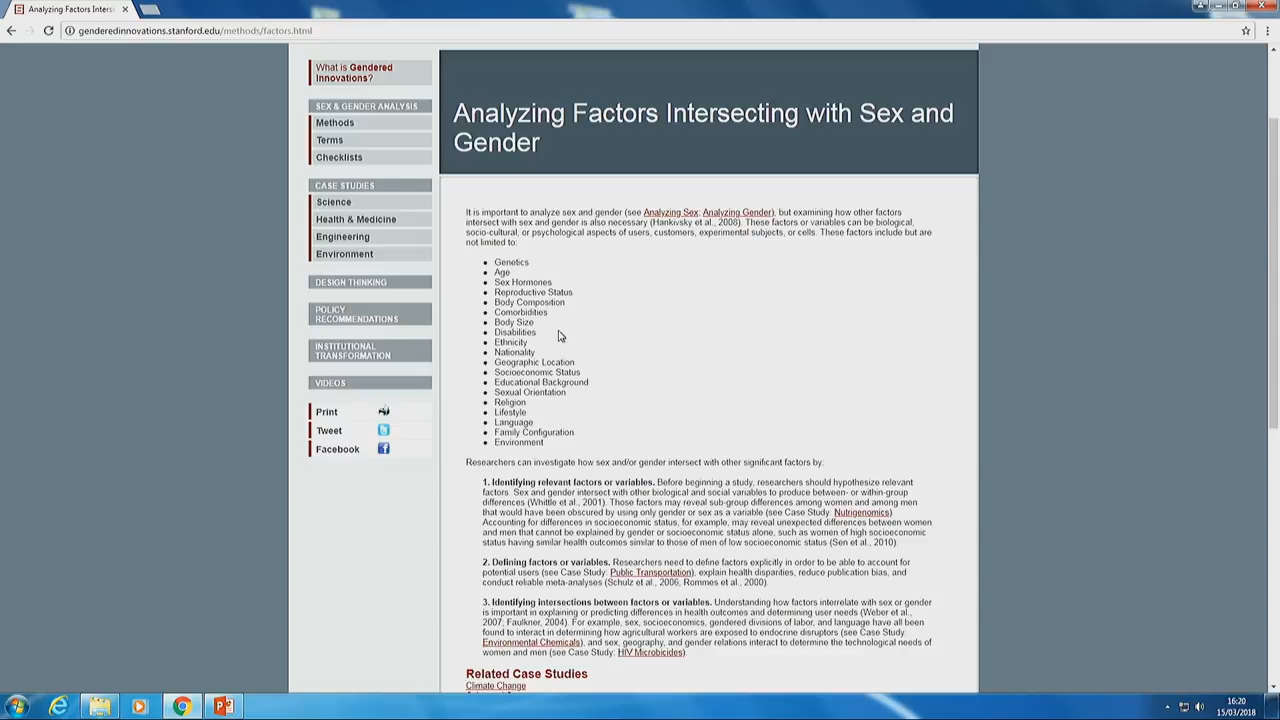 Analyzing Factors Inters
genderedinnovations.stanford.edu/methods/factors.html
What is Gendered
Innovations?
SEX & GENDER ANALYSIS
Methods
Terms
Checklists
CASE STUDIES
Science
Health & Medicine
Engineering
Environment
DESIGN THINKING
POLICY
RECOMMENDATIONS
INSTITUTIONAL
TRANSFORMATION
VIDEOS
Print
Tweet
Facebook
Analyzing Factors Intersecting with Sex and
Gender
It is important to analyze sex and gender (see Analyzing Sex; Analyzing Gender), but examining how other factors
intersect with sex and gender is also necessary (Hankivsky et al., 2008). These factors or variables can be biological,
socio-cultural, or psychological aspects of users, customers, experimental subjects, or cells. These factors include but are
not limited to:
Genetics
Age
Sex Hormones
Reproductive Status
Body Composition
Comorbidities
Body Size
Disabilities
Ethnicity
Nationality
Geographic Location
Socioeconomic Status
Educational Background
Sexual Orientation
Religion
Lifestyle
Language
Family Configuration
Environment
Researchers can investigate how sex and/or gender intersect with other significant factors by:
1. Identifying relevant factors or variables. Before beginning a study, researchers should hypothesize relevant
factors. Sex and gender intersect with other biological and social variables to produce between- or within-group
differences (Whittle et al., 2001). Those factors may reveal sub-group differences among women and among men
that would have been obscured by using only gender or sex as a variable (see Case Study: Nutrigenomics)
Accounting for differences in socioeconomic status, for example, may reveal unexpected differences between women
and men that cannot be explained by gender or socioeconomic status alone, such as women of high socioeconomic
status having similar health outcomes similar to those of men of low socioeconomic status (Sen et al., 2010).
2. Defining factors or variables. Researchers need to define factors explicitly in order to be able to account for
potential users (see Case Study: Public Transportation), explain health disparities, reduce publication bias, and
conduct reliable meta-analyses (Schulz et al., 2006; Rommes et al., 2000).
3. Identifying intersections between factors or variables. Understanding how factors interrelate with sex or gender
is important in explaining or predicting differences in health outcomes and determining user needs (Weber et al.,
2007; Faulkner, 2004). For example, sex, socioeconomics, gendered divisions of labor, and language have all been
found to interact in determining how agricultural workers are exposed to endocrine disruptors (see Case Study:
Environmental Chemicals), and sex, geography, and gender relations interact to determine the technological needs of
women and men (see Case Study: HIV Microbicides).
Related Case Studies
Climate Change
16:20
15/03/2018